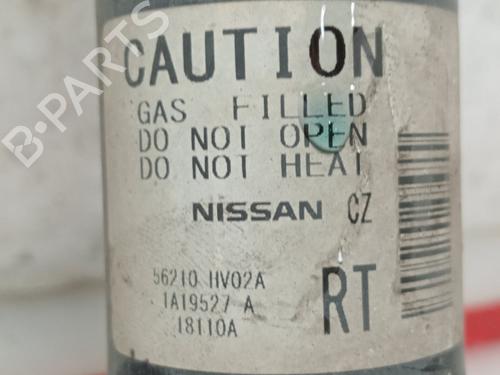 CAUTION
GAS FILLED
DO NOT OPEN
DO NOT HEAT
NISSAN CZ
56210 HV02A
1A19527 A
18110A
RT
B-PARTS